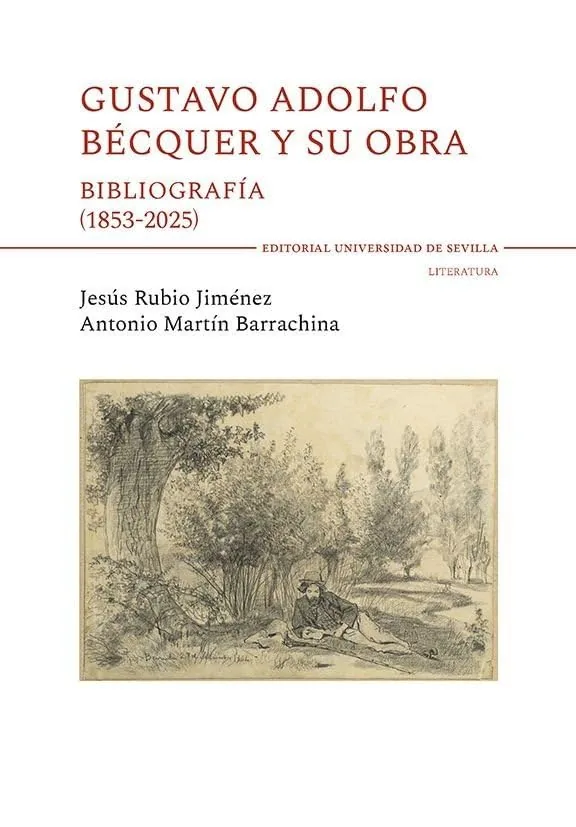 GUSTAVO ADOLFO
BÉCQUER Y SU OBRA
BIBLIOGRAFÍA
(1853-2025)
EDITORIAL UNIVERSIDAD DE SEVILLA
LITERATURA
Jesús Rubio Jiménez
Antonio Martín Barrachina